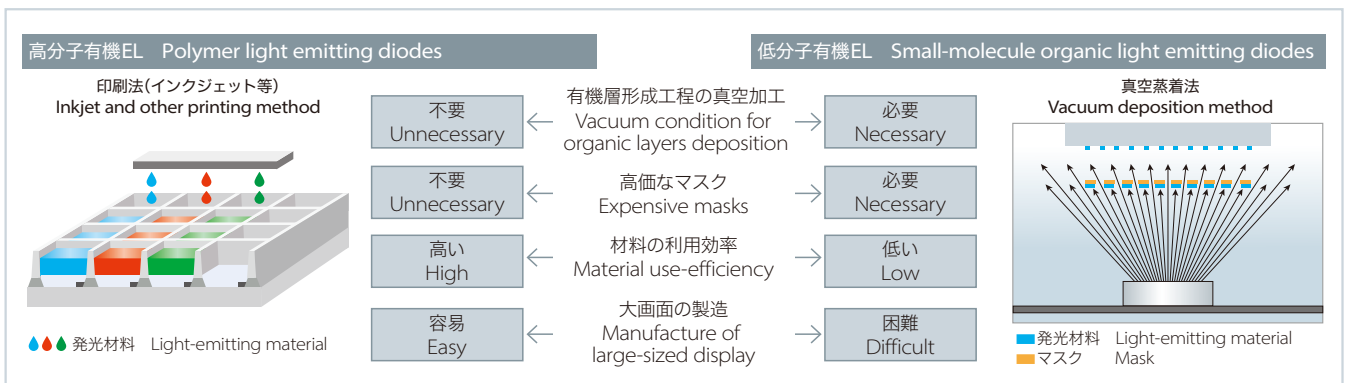 高分子有機EL Polymer light emitting diodes
印刷法(インクジェット等)
Inkjet and other printing method
発光材料 Light-emitting material
不要
Unnecessary
有機層形成工程の真空加工
Vacuum condition for
organic layers deposition
必要
Necessary
不要
Unnecessary
高価なマスク
Expensive masks
必要
Necessary
高い
High
材料の利用効率
Material use-efficiency
低い
Low
容易
Easy
大画面の製造
Manufacture of
large-sized display
困難
Difficult
低分子有機EL Small-molecule organic light emitting diodes
真空蒸着法
Vacuum deposition method
発光材料 Light-emitting material
マスク Mask